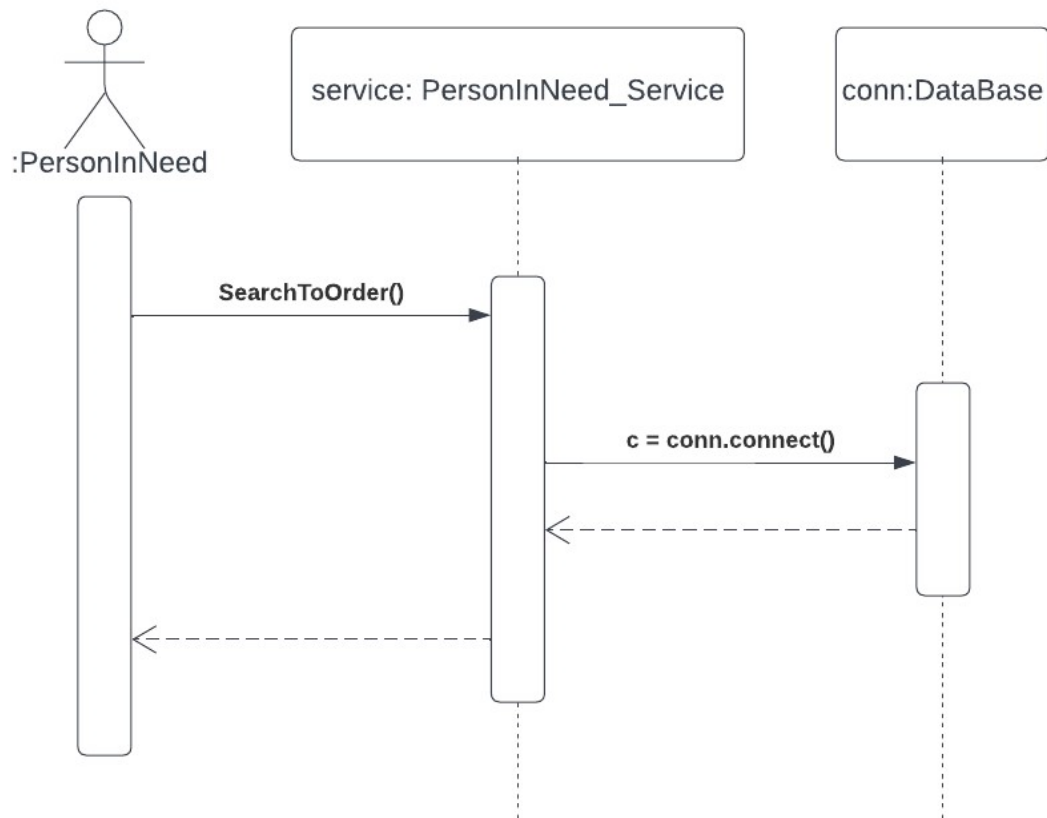 :PersonInNeed
service: PersonInNeed_Service
conn:DataBase
SearchToOrder()
c = conn.connect()